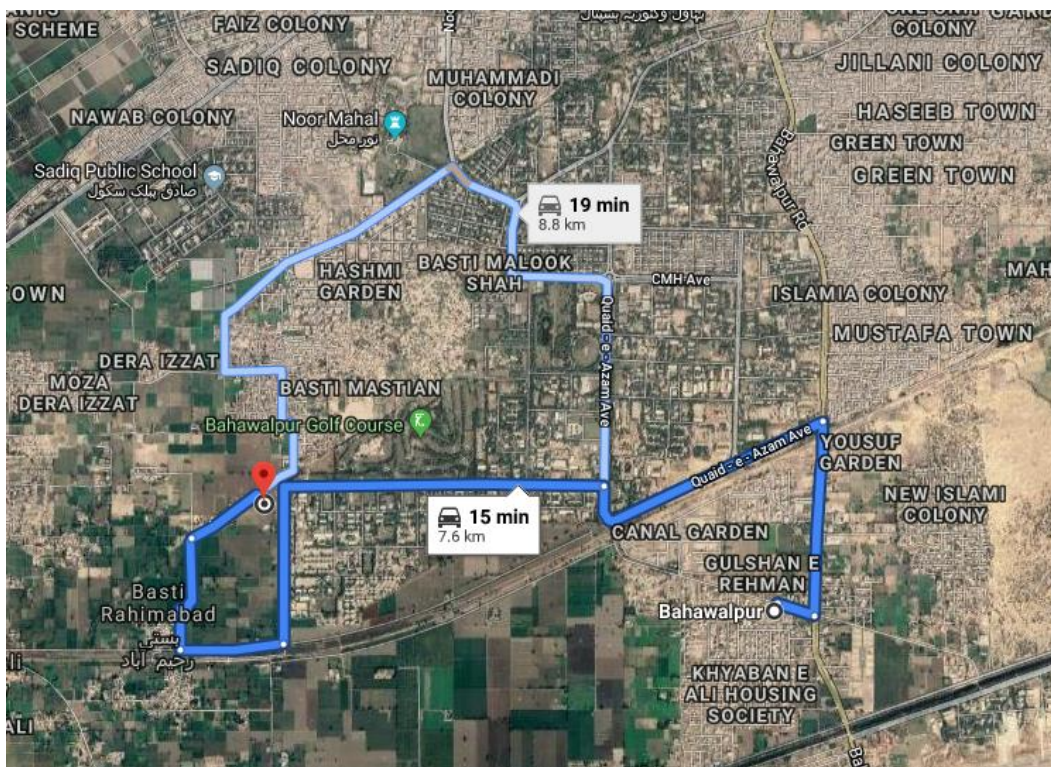 SCHEME
FAIZ COLONY
COLONY
SADIQ COLONY
JILLANI COLONY
MUHAMMADI
COLONY
NAWAB COLONY
Noor Mahal
نور محل
HASEEB TOWN
GREEN TOWN
Sadiq Public School
صادق پبلک سکول
GREEN TOWN
Bahawalpur Rd
19 min
8.8 km
HASHMI
GARDEN
BASTI MALOOK
SHAH
CMH Ave
ISLAMIA COLONY
OWN
MUSTAFA TOWN
Quaid - e - Azam Ave
DERA IZZAT
MOZA
DERA IZZAT
BASTI MASTIAN
Bahawalpur Golf Course
Quaid - e - Azam Ave
YOUSUF
GARDEN
NEW ISLAMI
COLONY
15 min
7.6 km
CANAL GARDEN
GULSHAN E
REHMAN
Bahawalpur
Basti
Rahimabad
بستی
رحیم آباد
KHYABAN E
ALI HOUSING
SOCIETY
ALI